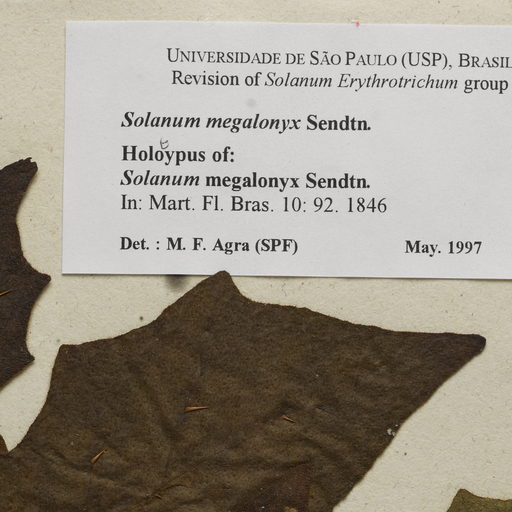 UNIVERSIDADE DE SÃO PAULO (USP), BRASIL
Revision of Solanum Erythrotrichum group
Solanum megalonyx Sendtn.
Holotypus of:
Solanum megalonyx Sendtn.
In: Mart. Fl. Bras. 10: 92. 1846
Det. : M. F. Agra (SPF) May. 1997